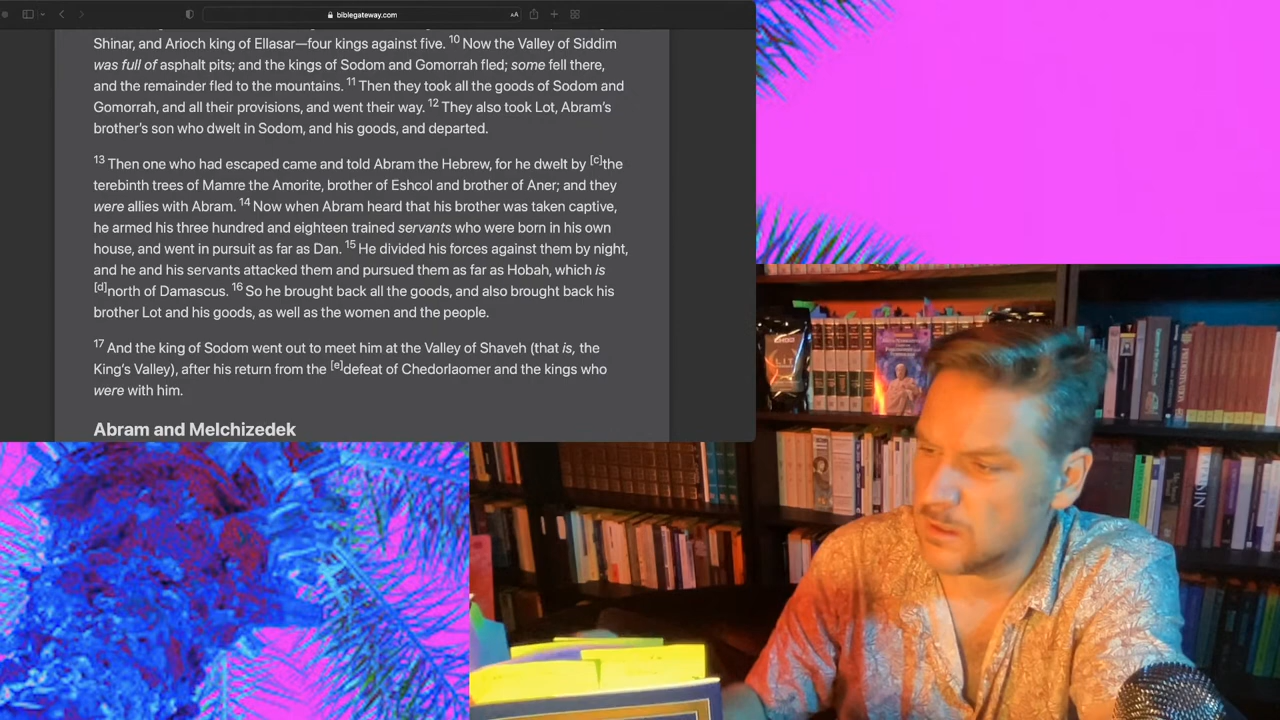 biblegateway.com
Shinar, and Arioch king of Ellasar—four kings against five. 10 Now the Valley of Siddim
was full of asphalt pits; and the kings of Sodom and Gomorrah fled; some fell there,
and the remainder fled to the mountains. 11 Then they took all the goods of Sodom and
Gomorrah, and all their provisions, and went their way. 12 They also took Lot, Abram's
brother's son who dwelt in Sodom, and his goods, and departed.
13 Then one who had escaped came and told Abram the Hebrew, for he dwelt by [c]the
terebinth trees of Mamre the Amorite, brother of Eshcol and brother of Aner; and they
were allies with Abram. 14 Now when Abram heard that his brother was taken captive,
he armed his three hundred and eighteen trained servants who were born in his own
house, and went in pursuit as far as Dan. 15 He divided his forces against them by night,
and he and his servants attacked them and pursued them as far as Hobah, which is
[d]north of Damascus. 16 So he brought back all the goods, and also brought back his
brother Lot and his goods, as well as the women and the people.
17 And the king of Sodom went out to meet him at the Valley of Shaveh (that is, the
King's Valley), after his return from the [e]defeat of Chedorlaomer and the kings who
were with him.
Abram and Melchizedek